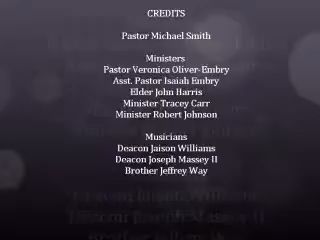 CREDITS
Pastor Michael Smith
Ministers
Pastor Veronica Oliver-Embry
Asst. Pastor Isaiah Embry
Elder John Harris
Minister Tracey Carr
Minister Robert Johnson
Musicians
Deacon Jaison Williams
Deacon Joseph Massey II
Brother Jeffrey Way